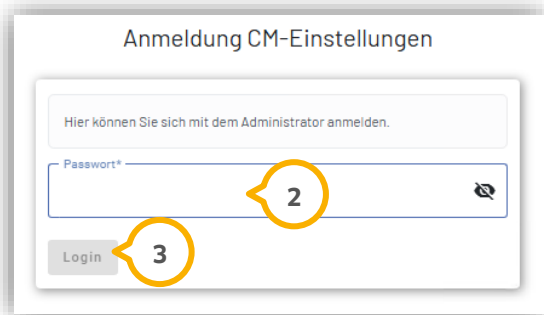 Anmeldung CM-Einstellungen
Hier können Sie sich mit dem Administrator anmelden.
Passwort*
2
Login
3